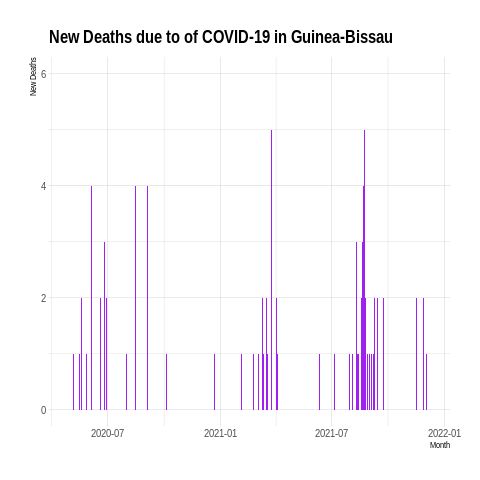 New Deaths due to of COVID-19 in Guinea-Bissau
New Deaths
6
4
2
0
2020-07 2021-01 2021-07 2022-01
Month